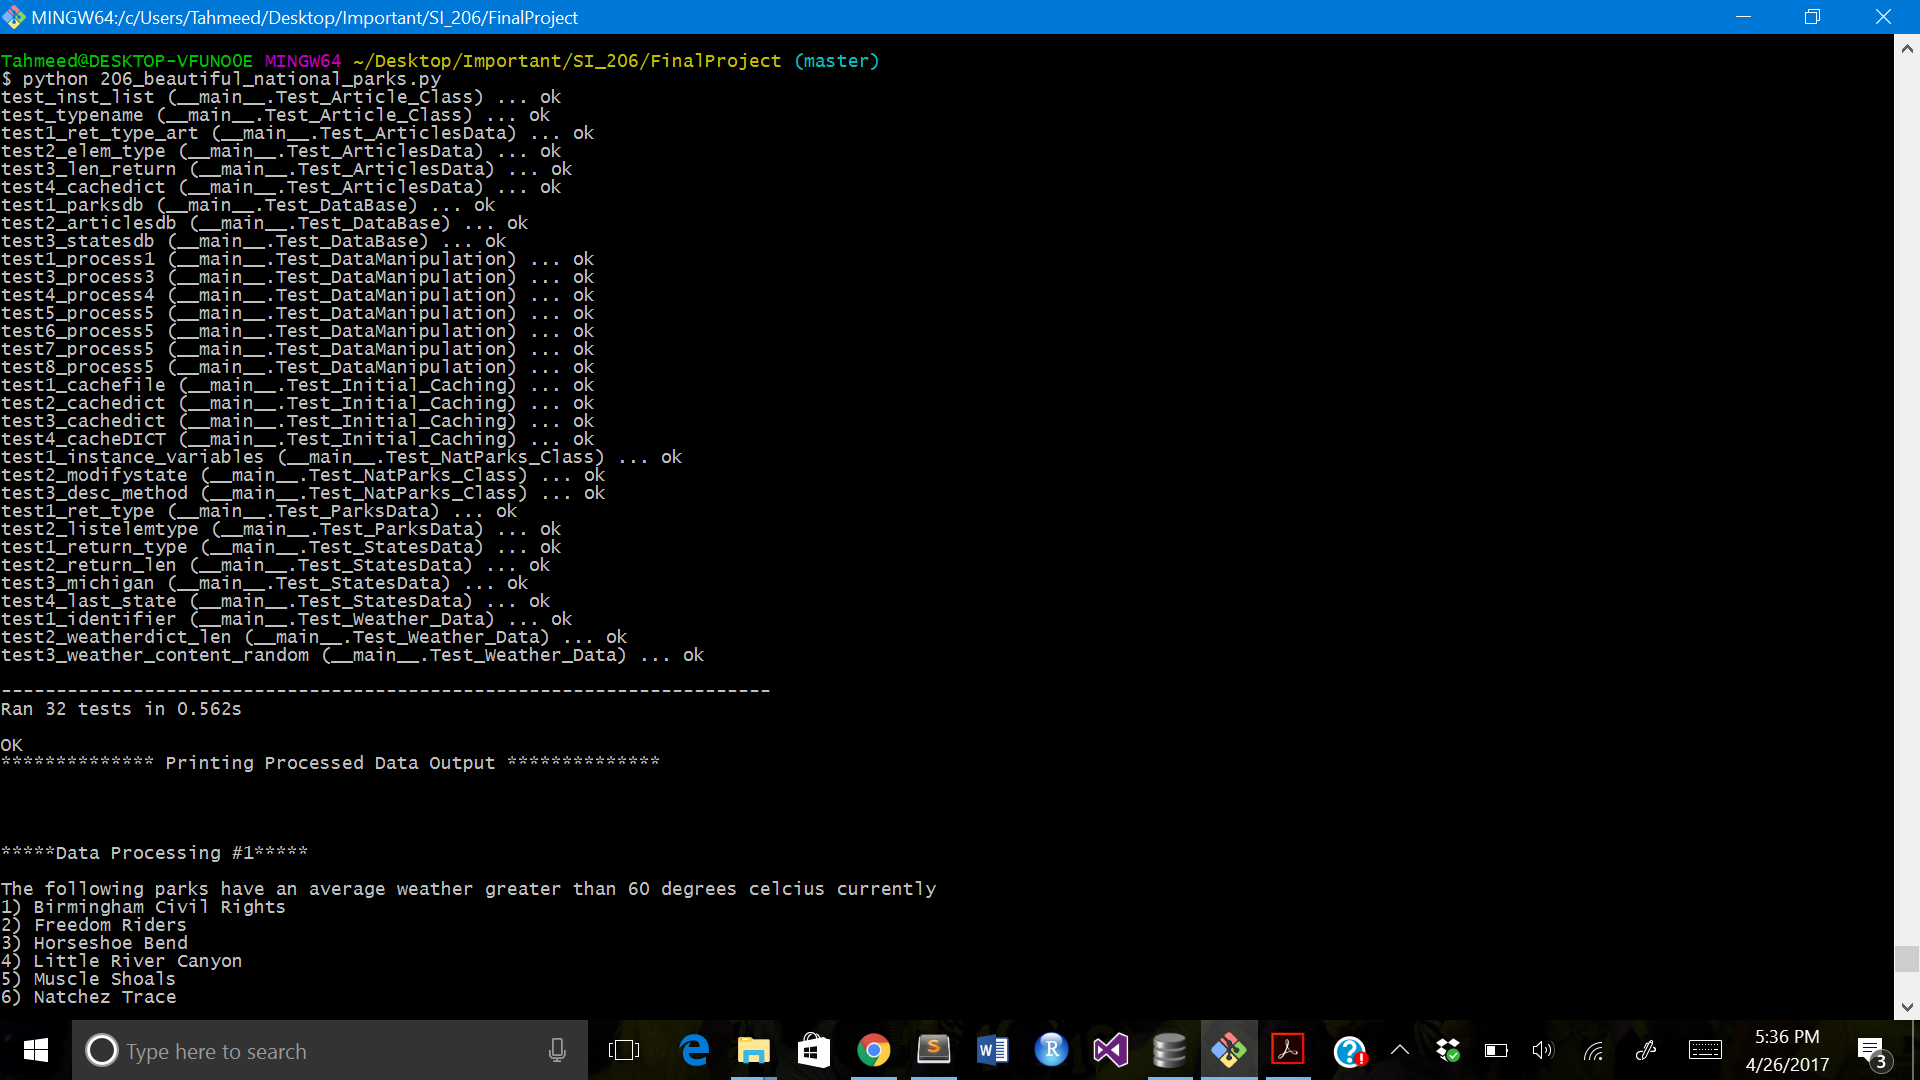 MINGW64:/c/Users/Tahmeed/Desktop/Important/SI_206/FinalProject
Tahmeed@DESKTOP-VFUNO0E MINGW64 ~/Desktop/Important/SI_206/FinalProject (master)
$ python 206_beautiful_national_parks.py
test_inst_list (__main__.Test_Article_Class) ... ok
test_typename (__main__.Test_Article_Class) ... ok
test1_ret_type_art (__main__.Test_ArticlesData) ... ok
test2_elem_type (__main__.Test_ArticlesData) ... ok
test3_len_return (__main__.Test_ArticlesData) ... ok
test4_cachedict (__main__.Test_ArticlesData) ... ok
test1_parksdb (__main__.Test_DataBase) ... ok
test2_articlesdb (__main__.Test_DataBase) ... ok
test3_statesdb (__main__.Test_DataBase) ... ok
test1_process1 (__main__.Test_DataManipulation) ... ok
test3_process3 (__main__.Test_DataManipulation) ... ok
test4_process4 (__main__.Test_DataManipulation) ... ok
test5_process5 (__main__.Test_DataManipulation) ... ok
test6_process5 (__main__.Test_DataManipulation) ... ok
test7_process5 (__main__.Test_DataManipulation) ... ok
test8_process5 (__main__.Test_DataManipulation) ... ok
test1_cachefile (__main__.Test_Initial_Caching) ... ok
test2_cachedict (__main__.Test_Initial_Caching) ... ok
test3_cachedict (__main__.Test_Initial_Caching) ... ok
test4_cacheDICT (__main__.Test_Initial_Caching) ... ok
test1_instance_variables (__main__.Test_NatParks_Class) ... ok
test2_modifystate (__main__.Test_NatParks_Class) ... ok
test3_desc_method (__main__.Test_NatParks_Class) ... ok
test1_ret_type (__main__.Test_ParksData) ... ok
test2_listelemtype (__main__.Test_ParksData) ... ok
test1_return_type (__main__.Test_StatesData) ... ok
test2_return_len (__main__.Test_StatesData) ... ok
test3_michigan (__main__.Test_StatesData) ... ok
test4_last_state (__main__.Test_StatesData) ... ok
test1_identifier (__main__.Test_Weather_Data) ... ok
test2_weatherdict_len (__main__.Test_Weather_Data) ... ok
test3_weather_content_random (__main__.Test_Weather_Data) ... ok
----------------------------------------------------------------------
Ran 32 tests in 0.562s
OK
************** Printing Processed Data Output **************
*****Data Processing #1*****
The following parks have an average weather greater than 60 degrees celcius currently
1) Birmingham Civil Rights
2) Freedom Riders
3) Horseshoe Bend
4) Little River Canyon
5) Muscle Shoals
6) Natchez Trace
Type here to search
5:36 PM
4/26/2017
3